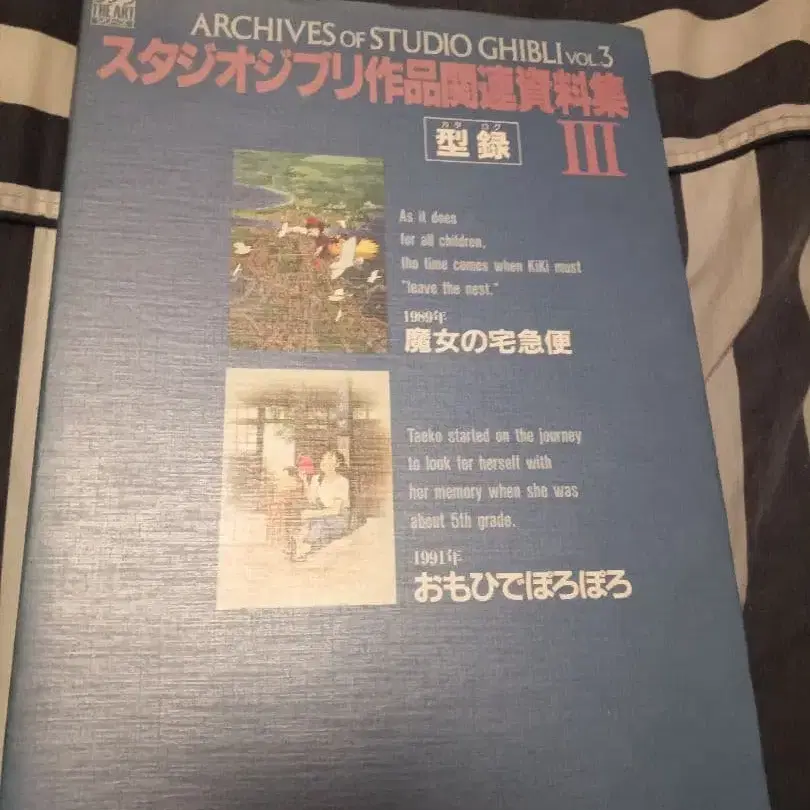 ARCHIVES OF STUDIO GHIBLI VOL.3
スタジオジブリ作品関連資料集
カタ ログ
型録
III
As it does
for all children,
the time comes when KiKi must
"leave the nest."
1989年
魔女の宅急便
Taeko started on the journey
to look for herself with
her memory when she was
about 5th grade.
1991年
おもひでぽろぽろ